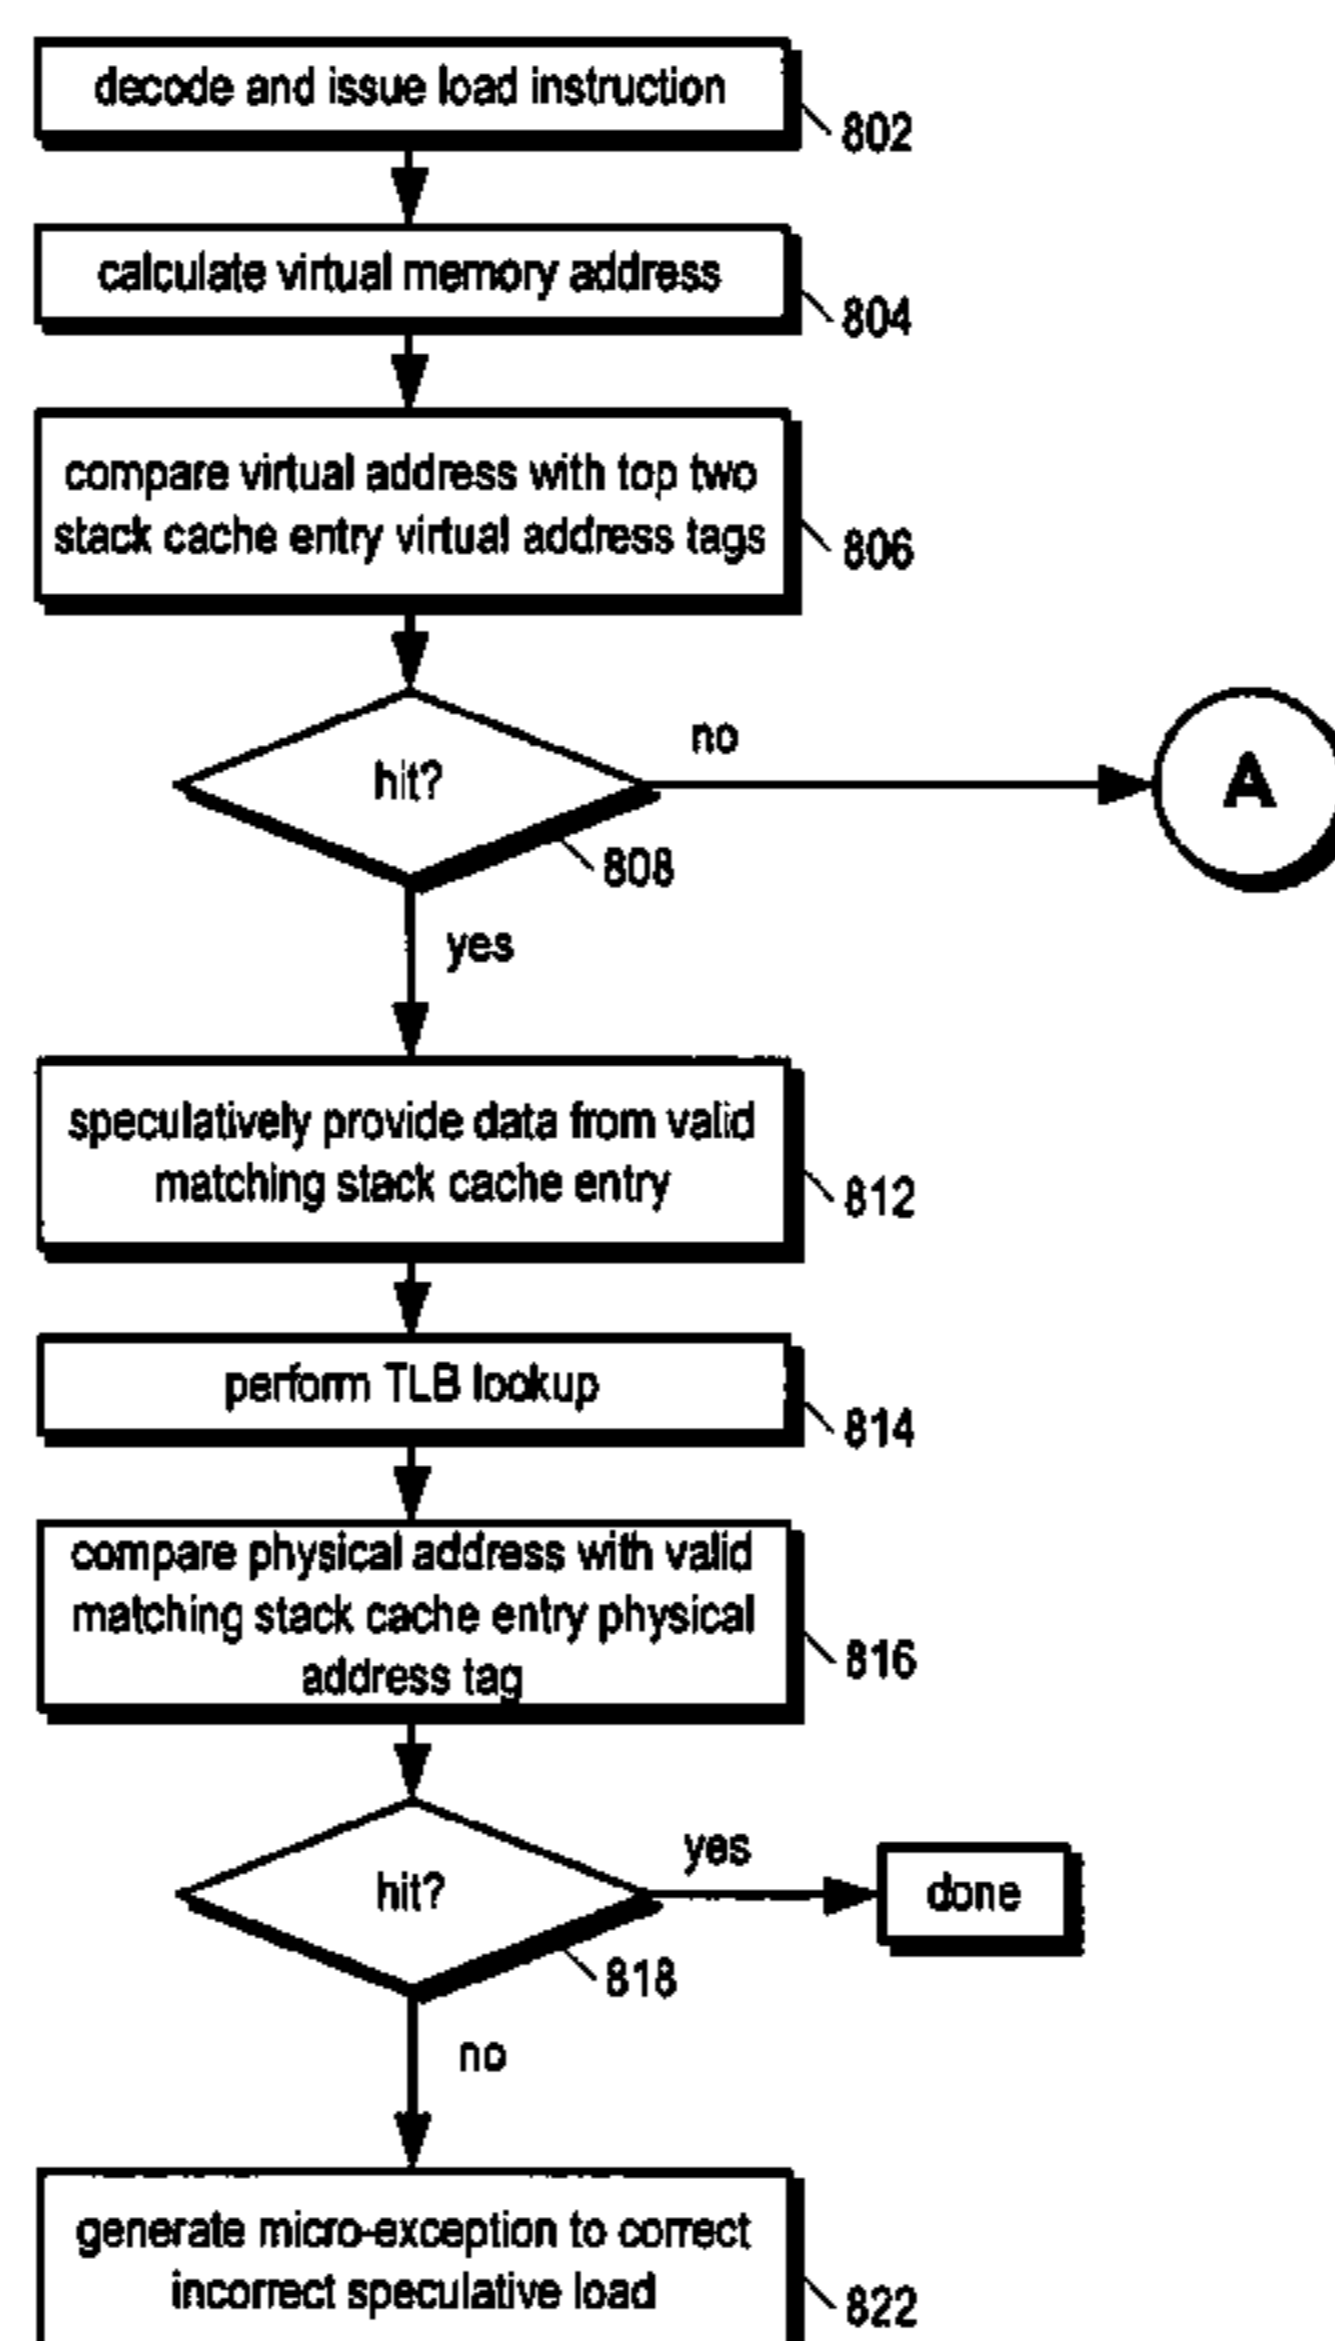 decode and issue load instruction
802
calculate virtual memory address
804
compare virtual address with top two
stack cache entry virtual address tags
806
hit?
no
A
808
yes
speculatively provide data from valid
matching stack cache entry
812
perform TLB lookup
814
compare physical address with valid
matching stack cache entry physical
address tag
816
hit?
yes
done
818
no
generate micro-exception to correct
incorrect speculative load
822